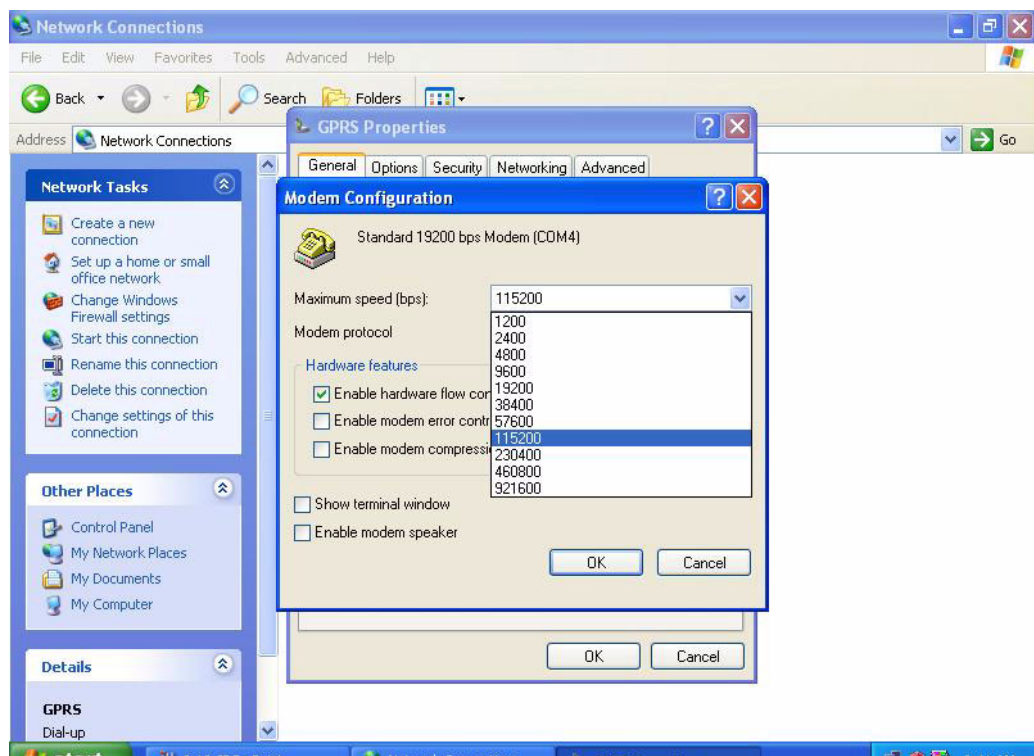 Network Connections
File Edit View Favorites Tools Advanced Help
Back Search Folders
Address Network Connections Go
GPRS Properties
General Options Security Networking Advanced
Modem Configuration
Standard 19200 bps Modem (COM4)
Maximum speed (bps): 115200
1200
2400
4800
9600
19200
38400
57600
115200
230400
460800
921600
Modem protocol
Hardware features
Enable hardware flow cor
Enable modem error contr
Enable modem compressi
Show terminal window
Enable modem speaker
OK Cancel
OK Cancel
Network Tasks
Create a new
connection
Set up a home or small
office network
Change Windows
Firewall settings
Start this connection
Rename this connection
Delete this connection
Change settings of this
connection
Other Places
Control Panel
My Network Places
My Documents
My Computer
Details
GPRS
Dial-up